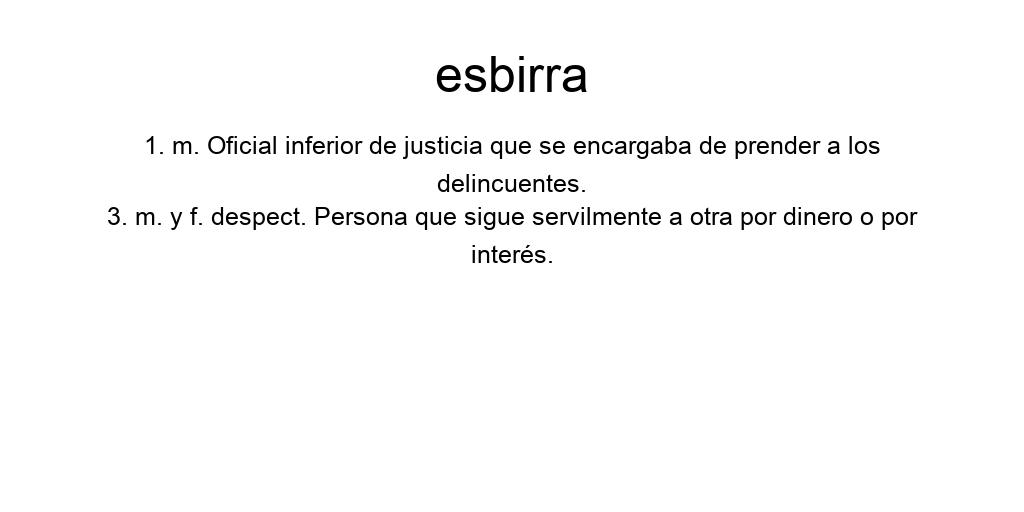 esbirra
1. m. Oficial inferior de justicia que se encargaba de prender a los
delincuentes.
3. m. y f. despect. Persona que sigue servilmente a otra por dinero o por
interés.